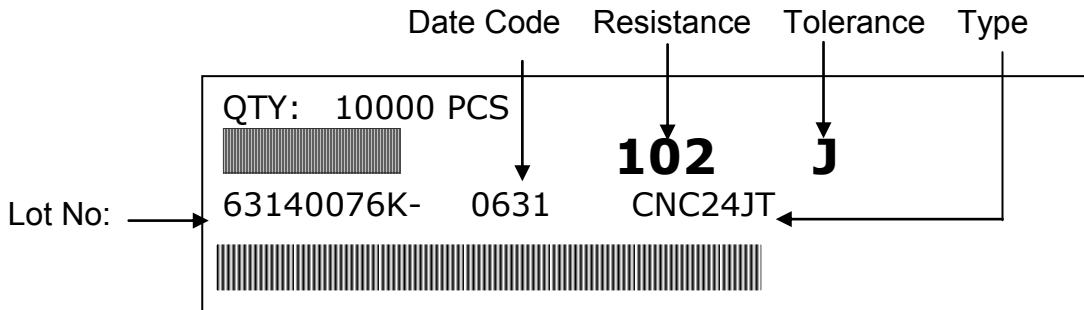 Date Code Resistance Tolerance Type
QTY: 10000 PCS
102 J
63140076K- 0631 CNC24JT
Lot No: